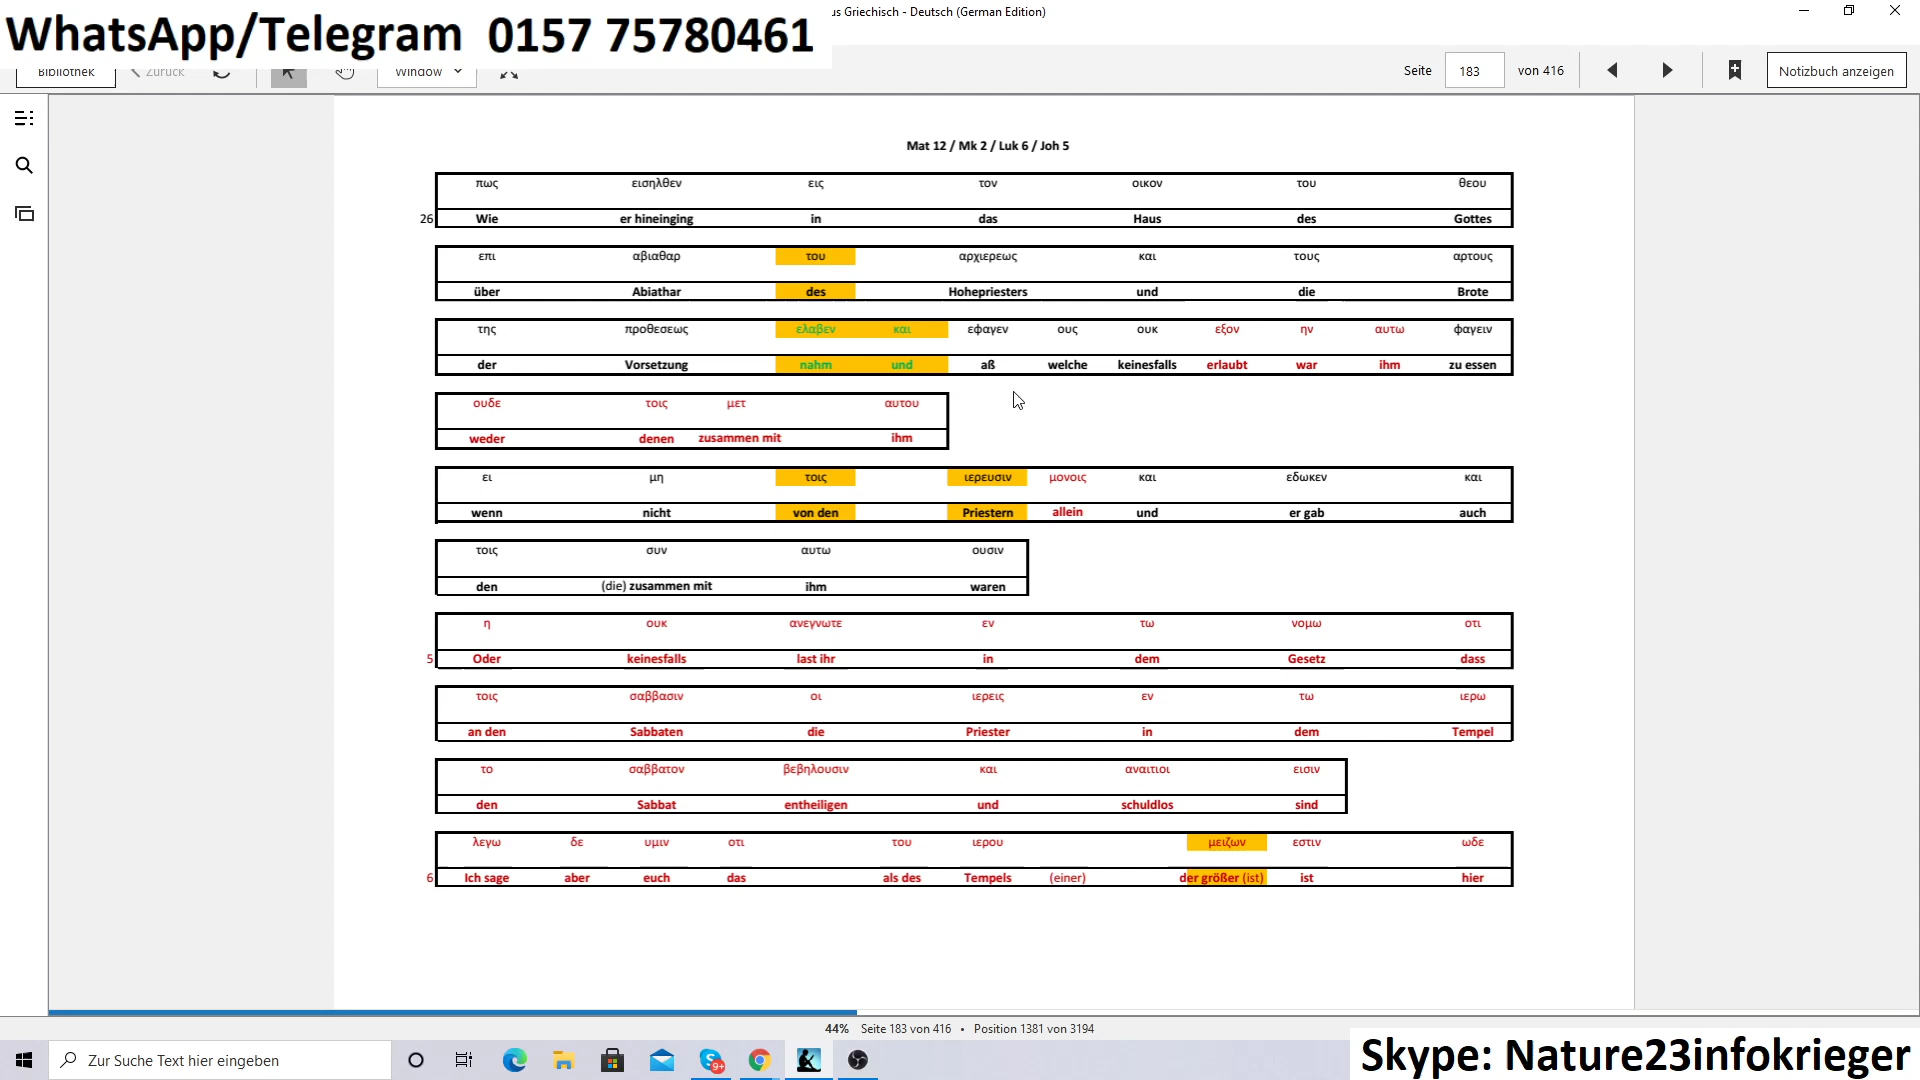 WhatsApp/Telegram 0157 75780461
us Griechisch - Deutsch (German Edition)
Bibliothek Zurück Window Seite 183 von 416 Notizbuch anzeigen
Mat 12 / Mk 2 / Luk 6 / Joh 5
πως εισηλθεν εις τον οικον του θεου
26 Wie er hineinging in das Haus des Gottes
επι αβιαθαρ του αρχιερεως και τους αρτους
über Abiathar des Hohepriesters und die Brote
της προθεσεως ελαβεν και εφαγεν ους ουκ εξον ην αυτω φαγειν
der Vorsetzung nahm und aß welche keinesfalls erlaubt war ihm zu essen
ουδε τοις μετ αυτου
weder denen zusammen mit ihm
ει μη τοις ιερευσιν μονοις και εδωκεν και
wenn nicht von den Priestern allein und er gab auch
τοις συν αυτω ουσιν
den (die) zusammen mit ihm waren
η ουκ ανεγνωτε εν τω νομω οτι
5 Oder keinesfalls last ihr in dem Gesetz dass
τοις σαββασιν οι ιερεις εν τω ιερω
an den Sabbaten die Priester in dem Tempel
το σαββατον βεβηλουσιν και αναιτιοι εισιν
den Sabbat entheiligen und schuldlos sind
λεγω δε υμιν οτι του ιερου μειζων εστιν ωδε
6 Ich sage aber euch das als des Tempels (einer) der größer (ist) ist hier
44% Seite 183 von 416 • Position 1381 von 3194
Zur Suche Text hier eingeben
Skype: Nature23infokrieger